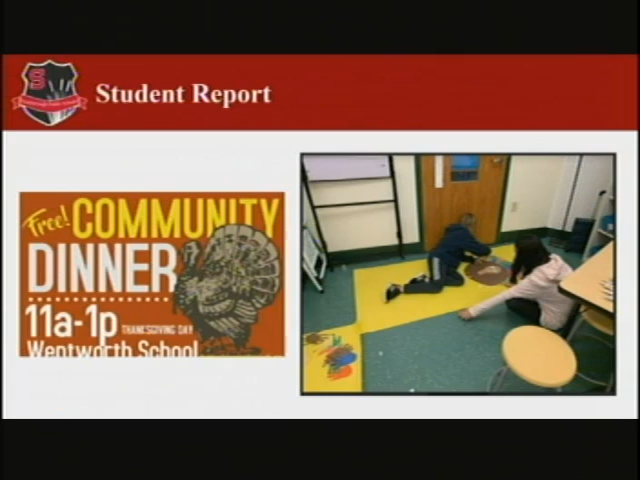 S
Student Report
Free! COMMUNITY
DINNER
11a-1p THANKSGIVING DAY
Wentworth School